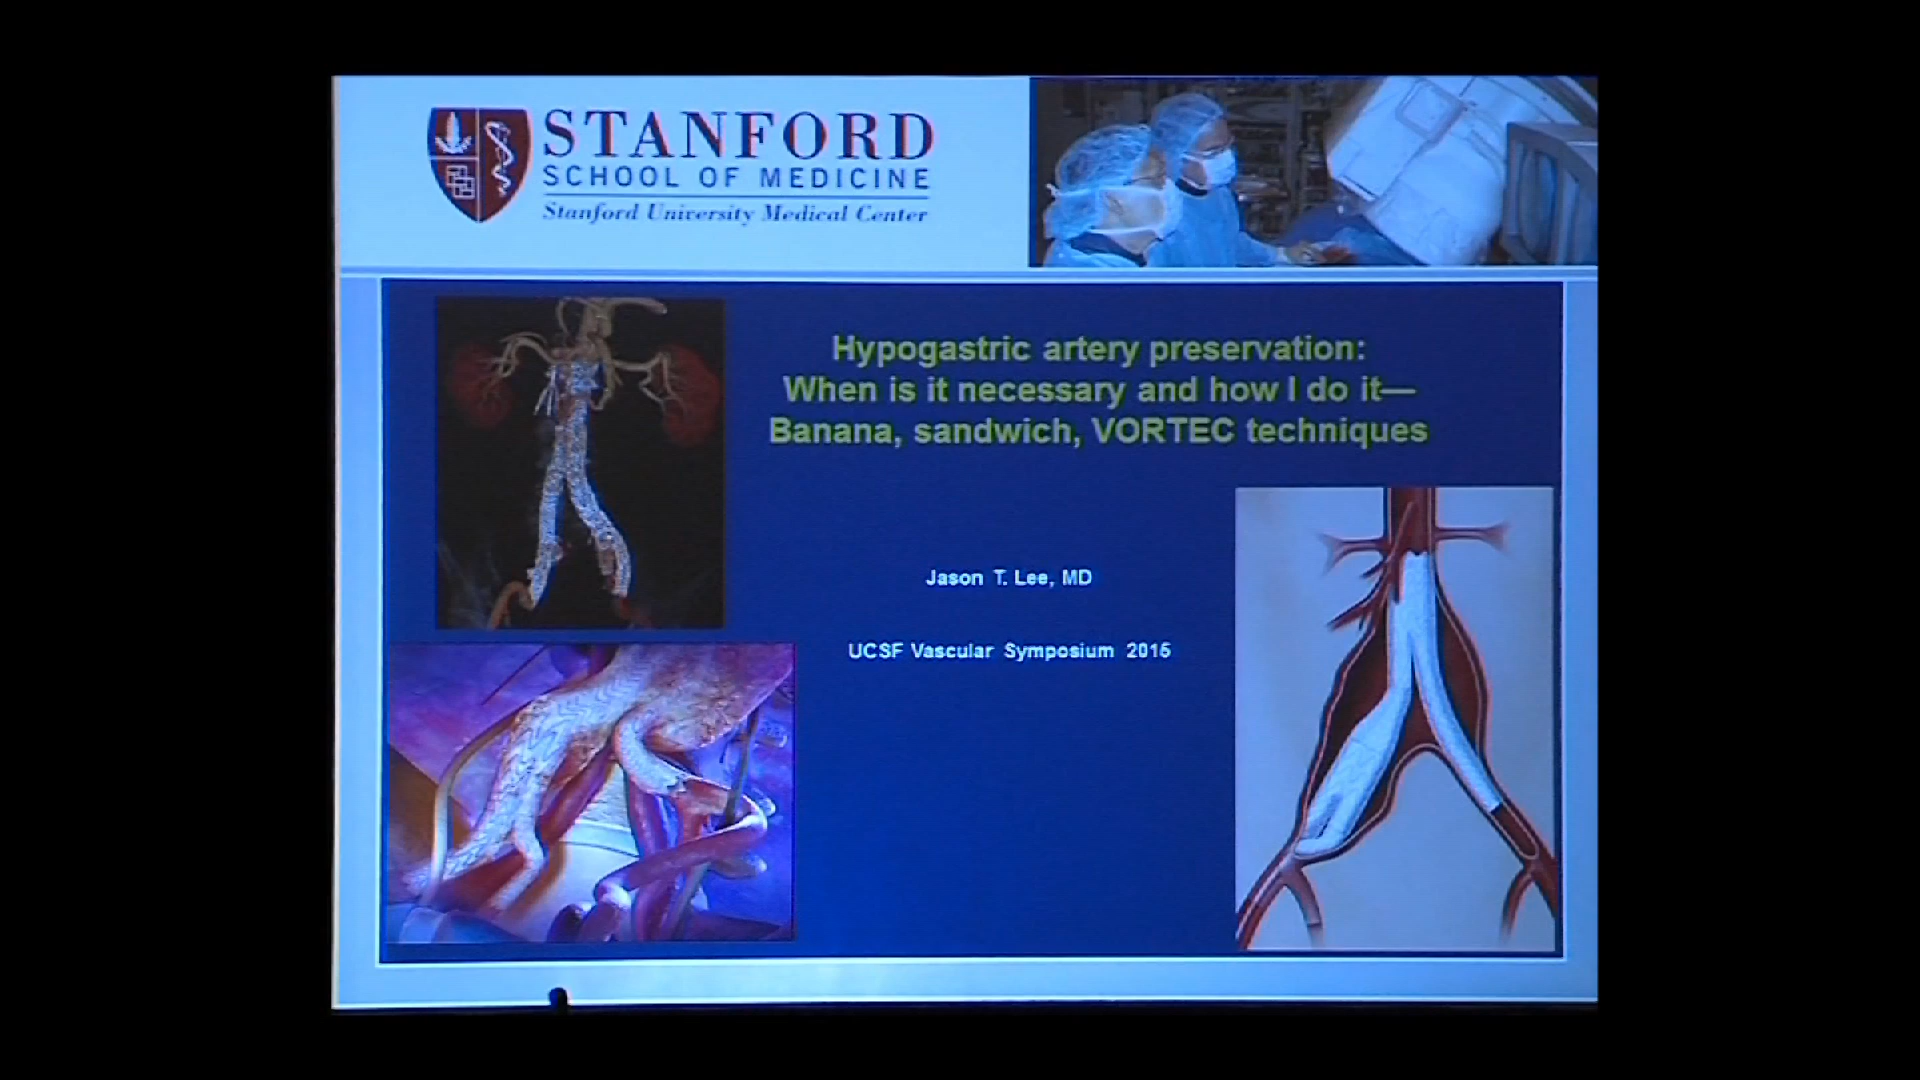 STANFORD
SCHOOL OF MEDICINE
Stanford University Medical Center
Hypogastric artery preservation:
When is it necessary and how I do it—
Banana, sandwich, VORTEC techniques
Jason T. Lee, MD
UCSF Vascular Symposium 2015